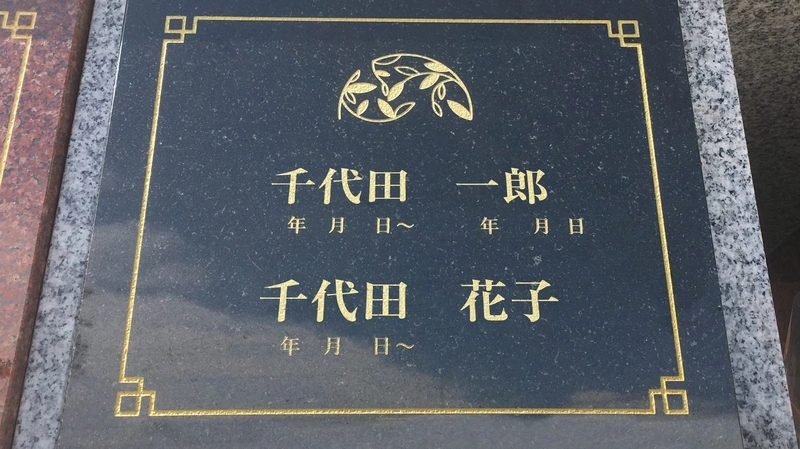 千代田　一郎
年　月　日～　年　月　日
千代田　花子
年　月　日～